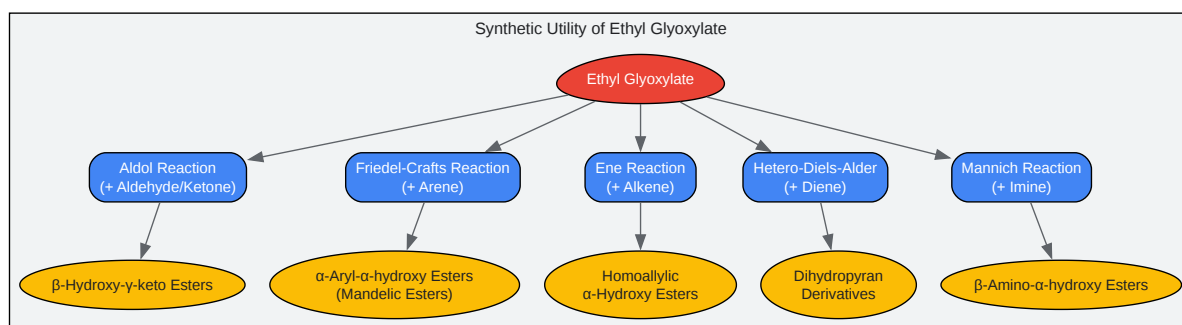 Synthetic Utility of Ethyl Glyoxylate
Ethyl Glyoxylate
Aldol Reaction
(+ Aldehyde/Ketone)
Friedel-Crafts Reaction
(+ Arene)
Ene Reaction
(+ Alkene)
Hetero-Diels-Alder
(+ Diene)
Mannich Reaction
(+ Imine)
β-Hydroxy-γ-keto Esters
α-Aryl-α-hydroxy Esters
(Mandelic Esters)
Homoallylic
α-Hydroxy Esters
Dihydropyran
Derivatives
β-Amino-α-hydroxy Esters